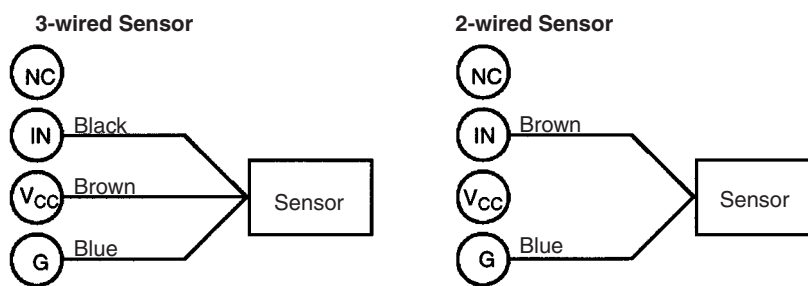 3-wired Sensor
NC
IN Black
VCC Brown
G Blue
Sensor
2-wired Sensor
NC
IN Brown
VCC
G Blue
Sensor